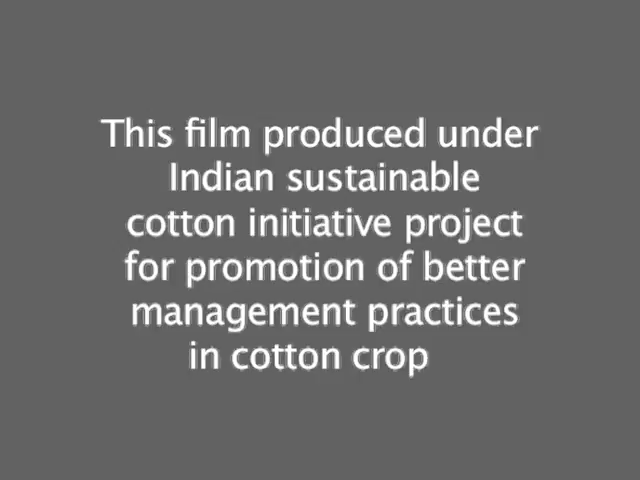 This film produced under
Indian sustainable
cotton initiative project
for promotion of better
management practices
in cotton crop